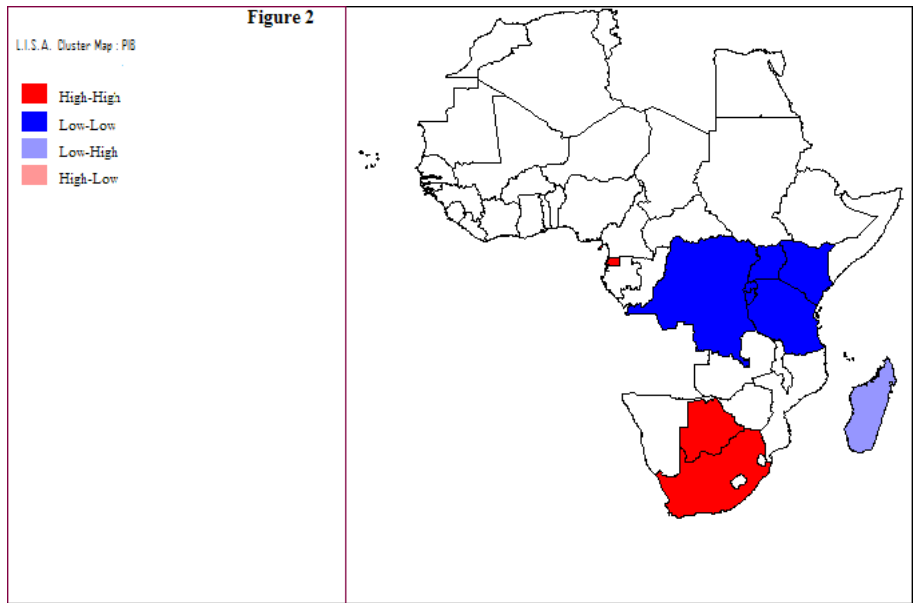 Figure 2
L.I.S.A. Cluster Map : PIB
High-High
Low-Low
Low-High
High-Low